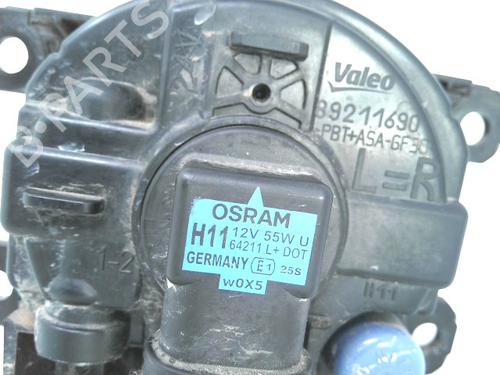 B-PARTS
Valeo
89211690
-PBT+ASA-GF30
L=R
OSRAM
H11 12V 55W U
64211 L+ DOT
GERMANY E1 25S
w0X5
1-2
H11